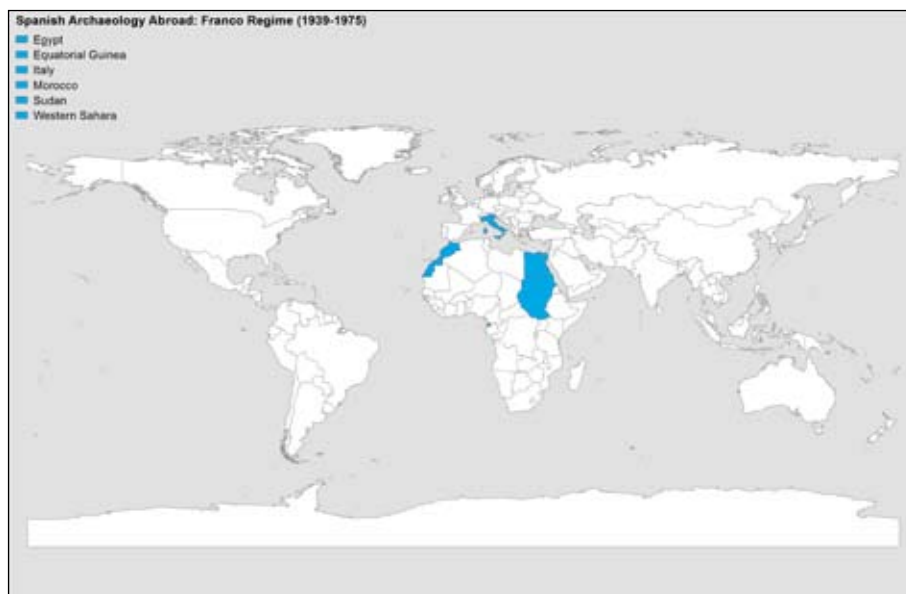 Spanish Archaeology Abroad: Franco Regime (1939-1975)
Egypt
Equatorial Guinea
Italy
Morocco
Sudan
Western Sahara